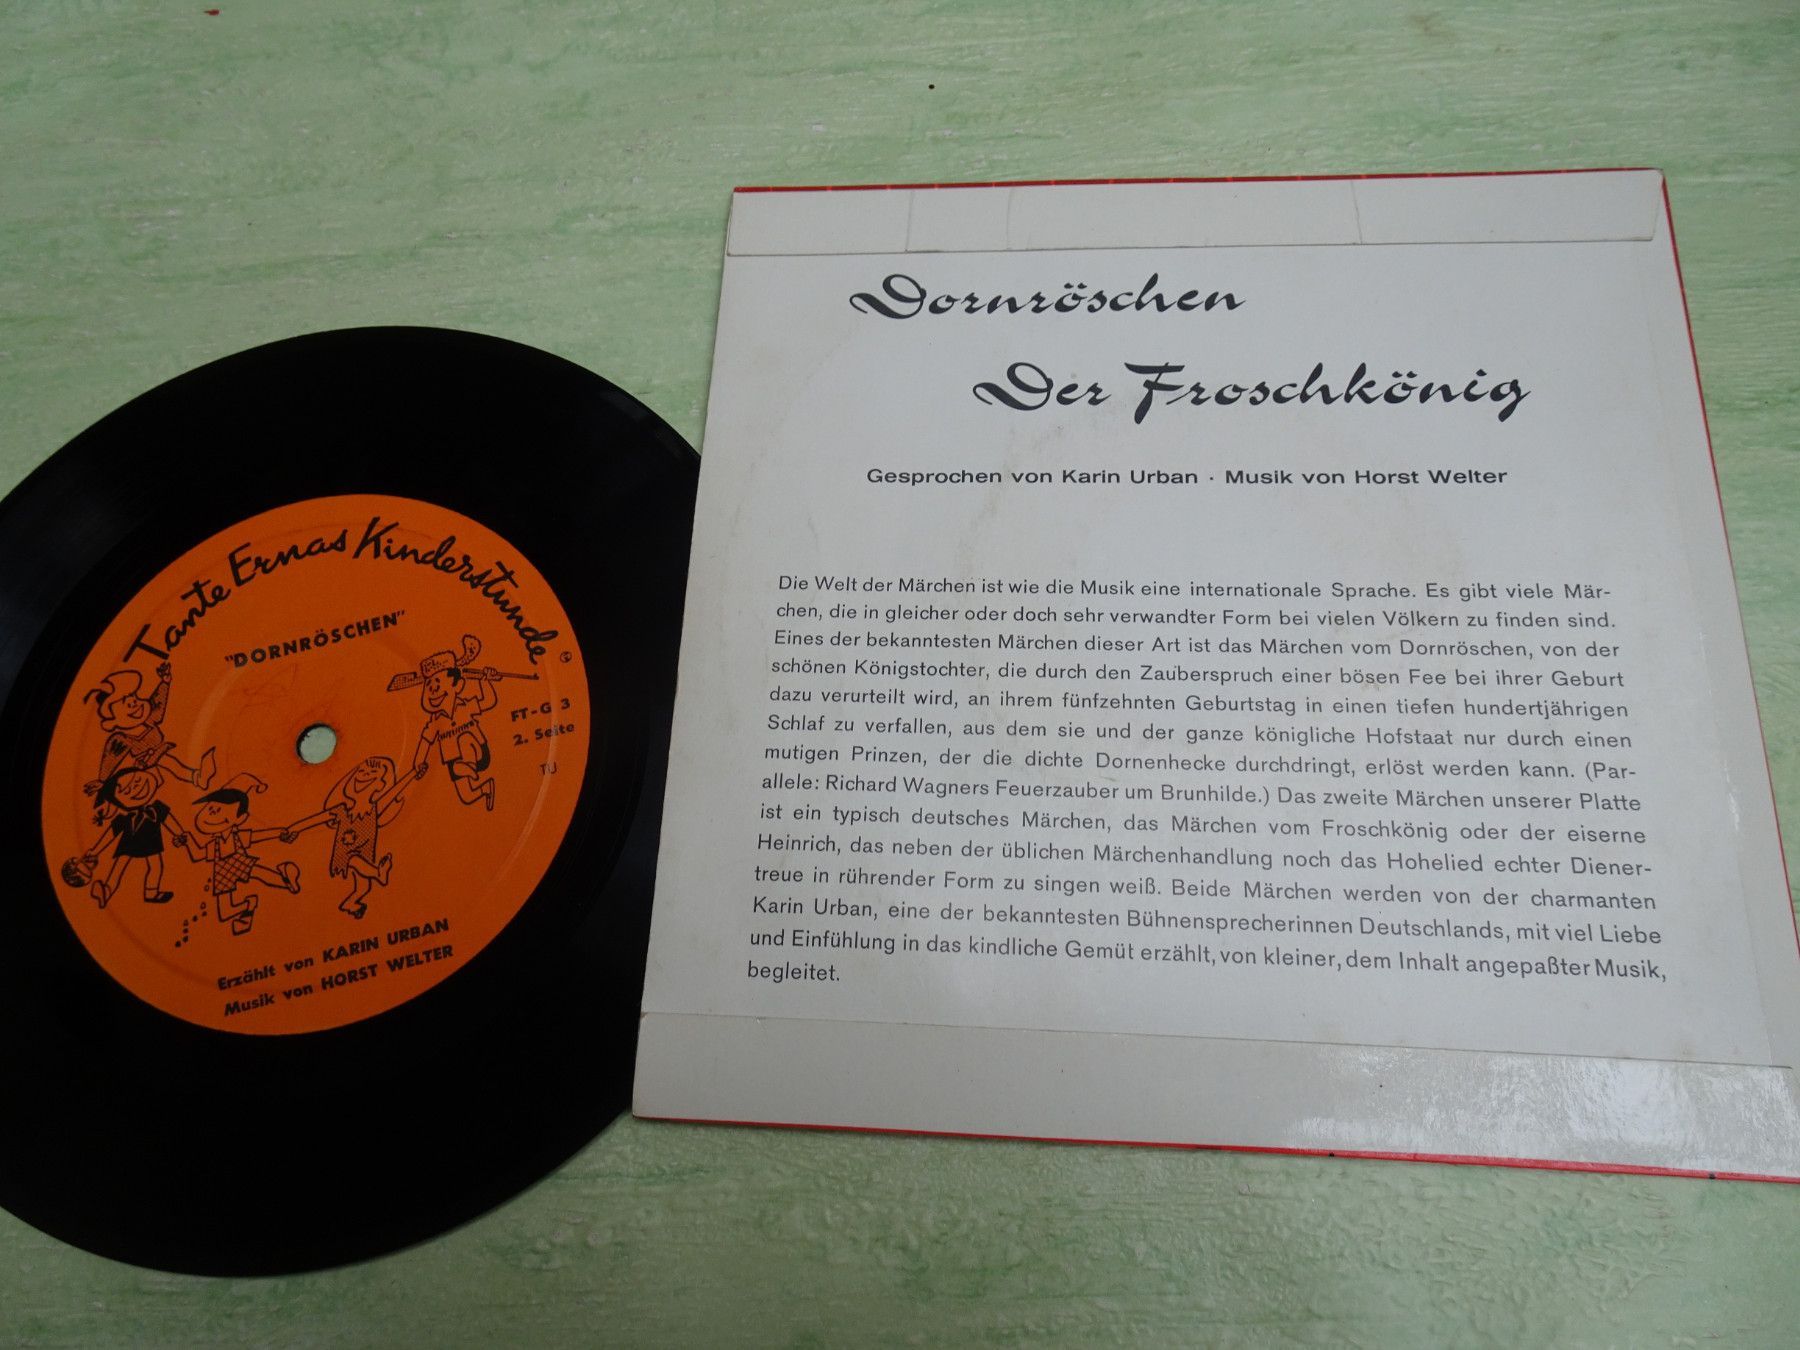 Tante Ernas Kinderstunde
"DORNRÖSCHEN"
FT-G 3
2. Seite
TU
Erzählt von KARIN URBAN
Musik von HORST WELTER
Dornröschen
Der Froschkönig
Gesprochen von Karin Urban · Musik von Horst Welter
Die Welt der Märchen ist wie die Musik eine internationale Sprache. Es gibt viele Mär-
chen, die in gleicher oder doch sehr verwandter Form bei vielen Völkern zu finden sind.
Eines der bekanntesten Märchen dieser Art ist das Märchen vom Dornröschen, von der
schönen Königstochter, die durch den Zauberspruch einer bösen Fee bei ihrer Geburt
dazu verurteilt wird, an ihrem fünfzehnten Geburtstag in einen tiefen hundertjährigen
Schlaf zu verfallen, aus dem sie und der ganze königliche Hofstaat nur durch einen
mutigen Prinzen, der die dichte Dornenhecke durchdringt, erlöst werden kann. (Par-
allele: Richard Wagners Feuerzauber um Brunhilde.) Das zweite Märchen unserer Platte
ist ein typisch deutsches Märchen, das Märchen vom Froschkönig oder der eiserne
Heinrich, das neben der üblichen Märchenhandlung noch das Hohelied echter Diener-
treue in rührender Form zu singen weiß. Beide Märchen werden von der charmanten
Karin Urban, eine der bekanntesten Bühnensprecherinnen Deutschlands, mit viel Liebe
und Einfühlung in das kindliche Gemüt erzählt, von kleiner, dem Inhalt angepaßter Musik,
begleitet.